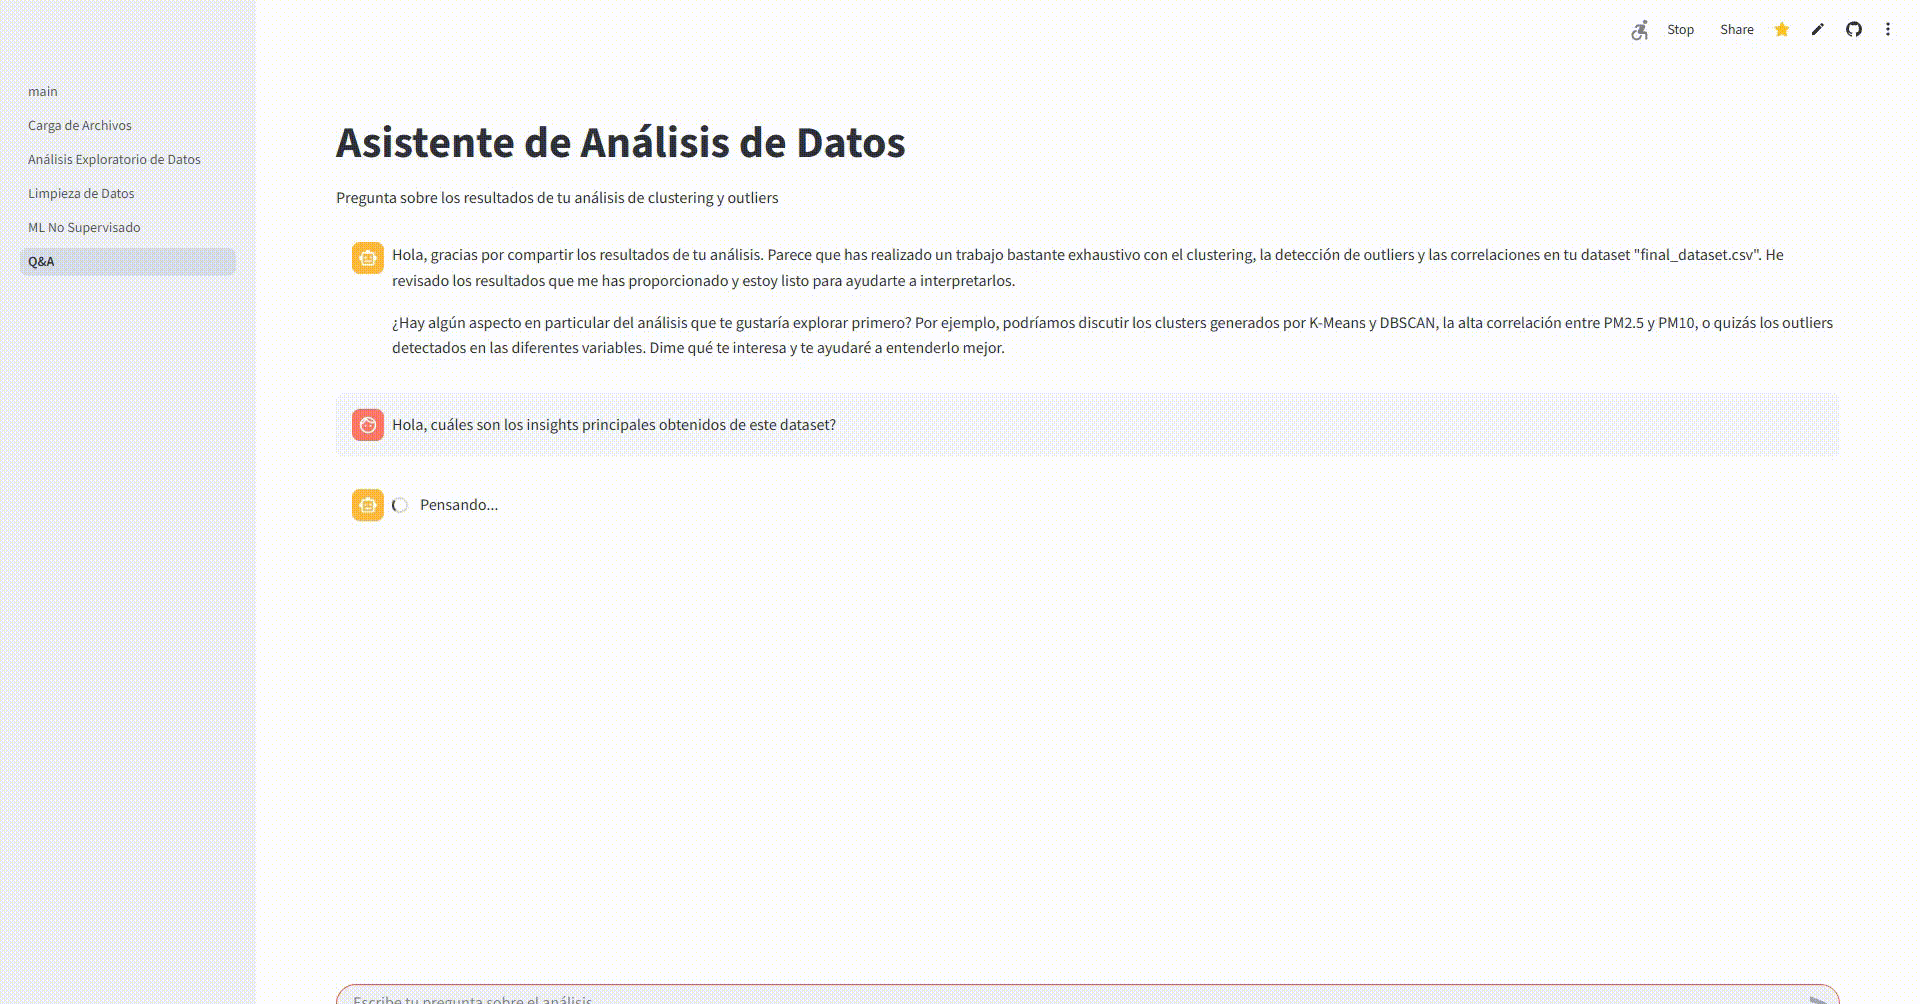 Stop
Share
main
Carga de Archivos
Análisis Exploratorio de Datos
Limpieza de Datos
ML No Supervisado
Q&A
Asistente de Análisis de Datos
Pregunta sobre los resultados de tu análisis de clustering y outliers
Hola, gracias por compartir los resultados de tu análisis. Parece que has realizado un trabajo bastante exhaustivo con el clustering, la detección de outliers y las correlaciones en tu dataset "final_dataset.csv". He
revisado los resultados que me has proporcionado y estoy listo para ayudarte a interpretarlos.
¿Hay algún aspecto en particular del análisis que te gustaría explorar primero? Por ejemplo, podríamos discutir los clusters generados por K-Means y DBSCAN, la alta correlación entre PM2.5 y PM10, o quizás los outliers
detectados en las diferentes variables. Dime qué te interesa y te ayudaré a entenderlo mejor.
Hola, cuáles son los insights principales obtenidos de este dataset?
Pensando...
Escribe tu pregunta sobre el análisis